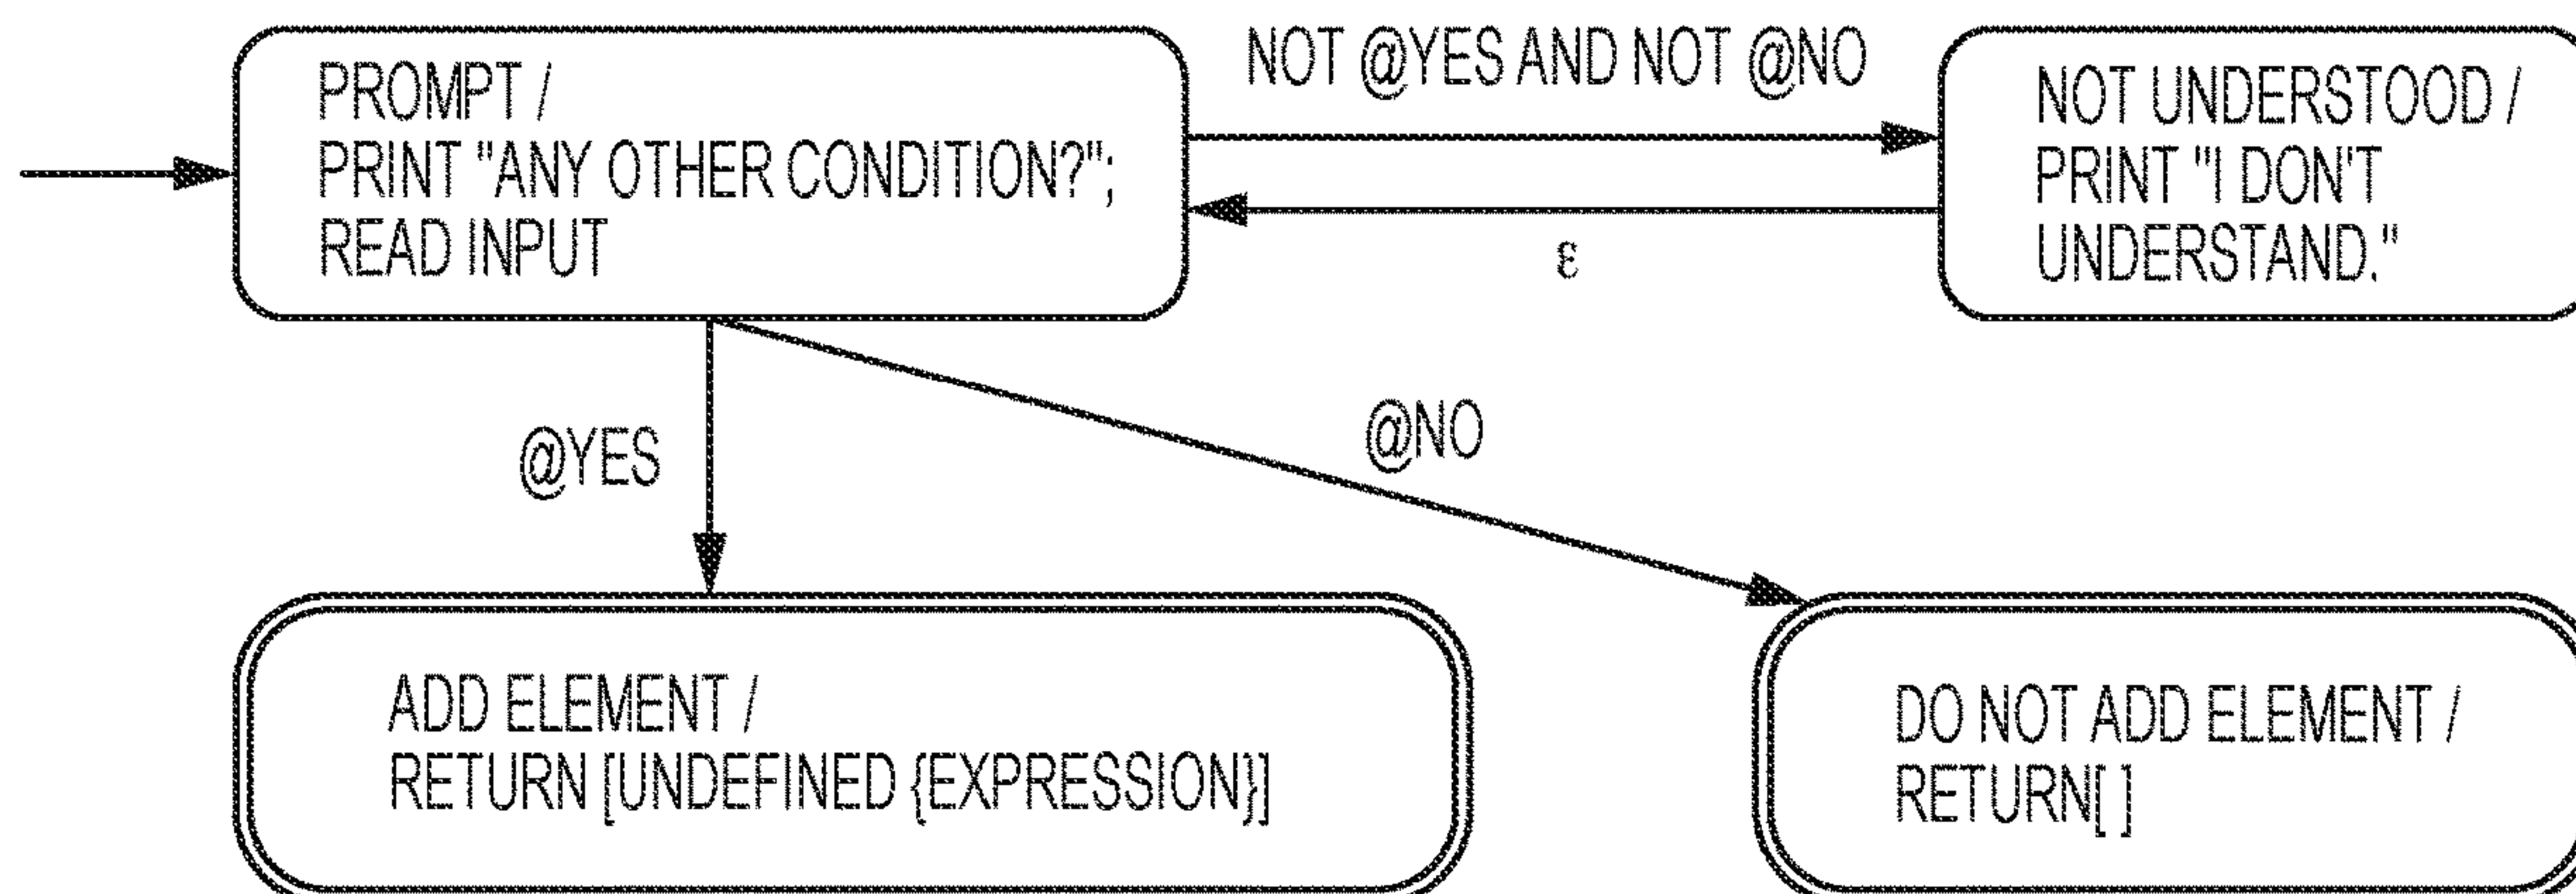 PROMPT /
PRINT "ANY OTHER CONDITION?";
READ INPUT
NOT @YES AND NOT @NO
ε
NOT UNDERSTOOD /
PRINT "I DON'T
UNDERSTAND."
@YES
@NO
ADD ELEMENT /
RETURN [UNDEFINED {EXPRESSION}]
DO NOT ADD ELEMENT /
RETURN[ ]